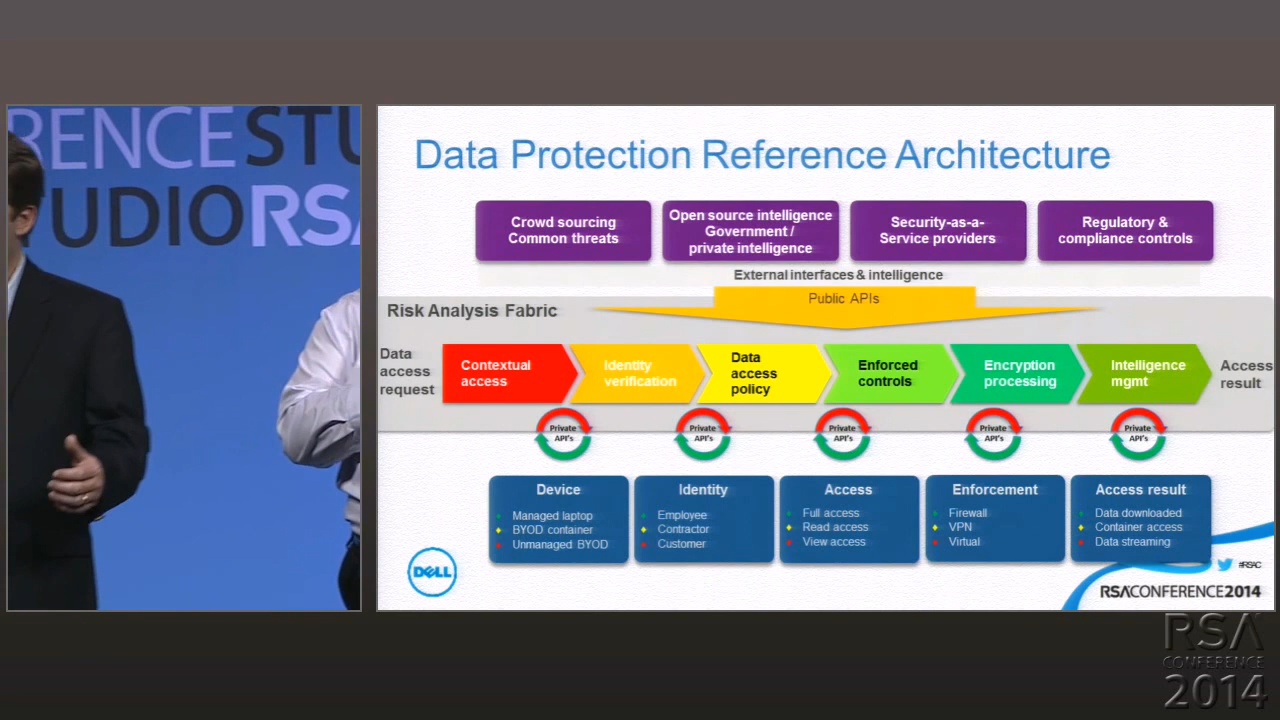 RENCE STU
TUDIO RSA
Data Protection Reference Architecture
Crowd sourcing
Common threats
Open source intelligence
Government /
private intelligence
Security-as-a-
Service providers
Regulatory &
compliance controls
External interfaces & intelligence
Public APIs
Risk Analysis Fabric
Data
access
request
Contextual
access
Identity
verification
Data
access
policy
Enforced
controls
Encryption
processing
Intelligence
mgmt
Access
result
Private
API's
Private
API's
Private
API's
Private
API's
Private
API's
Device
Managed laptop
BYOD container
Unmanaged BYOD
Identity
Employee
Contractor
Customer
Access
Full access
Read access
View access
Enforcement
Firewall
VPN
Virtual
Access result
Data downloaded
Container access
Data streaming
DELL
#RSAC
RSACONFERENCE2014
RSA
CONFERENCE
2014